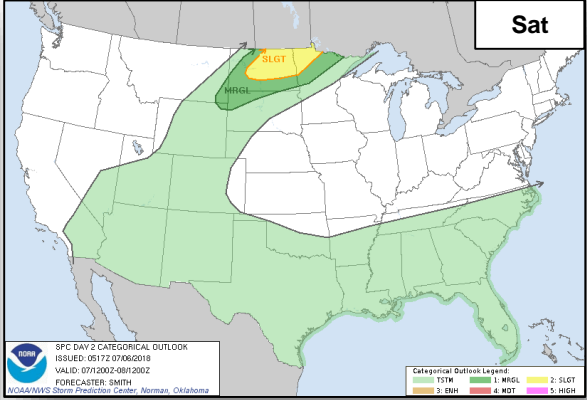 Sat
SLGT
MRGL
NOAA
SPC DAY 2 CATEGORICAL OUTLOOK
ISSUED: 0517Z 07/06/2018
VALID: 07/1200Z-08/1200Z
FORECASTER: SMITH
NOAA/NWS Storm Prediction Center, Norman, Oklahoma
Categorical Outlook Legend:
TSTM 1: MRGL 2: SLGT
3: ENH 4: MDT 5: HIGH